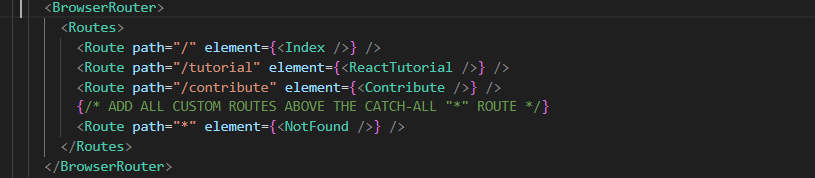 <BrowserRouter>
<Routes>
<Route path="/" element={<Index />} />
<Route path="/tutorial" element={<ReactTutorial />} />
<Route path="/contribute" element={<Contribute />} />
{/* ADD ALL CUSTOM ROUTES ABOVE THE CATCH-ALL "*" ROUTE */}
<Route path="*" element={<NotFound />} />
</Routes>
</BrowserRouter>